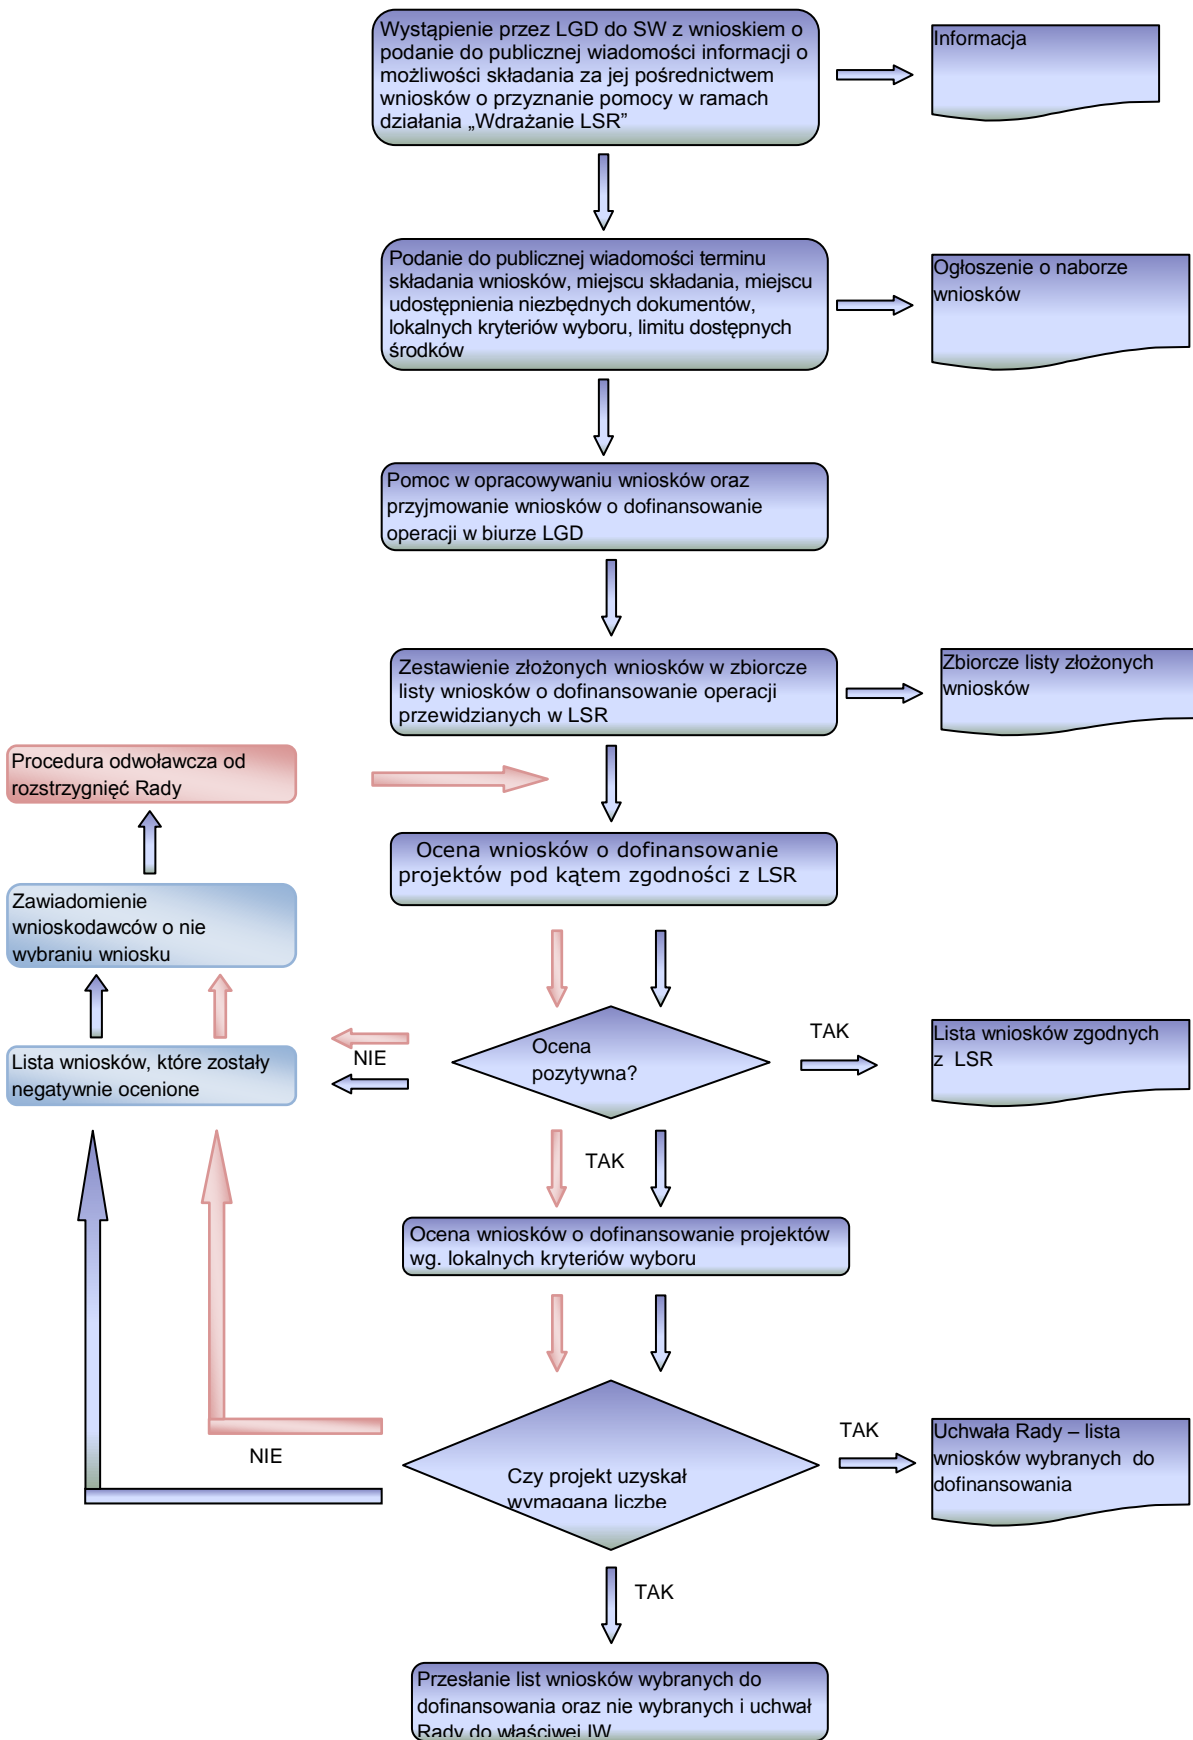 Wystąpienie przez LGD do SW z wnioskiem o
podanie do publicznej wiadomości informacji o
możliwości składania za jej pośrednictwem
wniosków o przyznanie pomocy w ramach
działania „Wdrażanie LSR”
Informacja
Podanie do publicznej wiadomości terminu
składania wniosków, miejscu składania, miejscu
udostępnienia niezbędnych dokumentów,
lokalnych kryteriów wyboru, limitu dostępnych
środków
Ogłoszenie o naborze
wniosków
Pomoc w opracowywaniu wniosków oraz
przyjmowanie wniosków o dofinansowanie
operacji w biurze LGD
Zestawienie złożonych wniosków w zbiorcze
listy wniosków o dofinansowanie operacji
przewidzianych w LSR
Zbiorcze listy złożonych
wniosków
Procedura odwoławcza od
rozstrzygnięć Rady
Ocena wniosków o dofinansowanie
projektów pod kątem zgodności z LSR
Zawiadomienie
wnioskodawców o nie
wybraniu wniosku
Lista wniosków, które zostały
negatywnie ocenione
NIE
Ocena
pozytywna?
TAK
Lista wniosków zgodnych
z LSR
TAK
Ocena wniosków o dofinansowanie projektów
wg. lokalnych kryteriów wyboru
NIE
Czy projekt uzyskał
wymaganą liczbę
TAK
Uchwała Rady – lista
wniosków wybranych do
dofinansowania
TAK
Przesłanie list wniosków wybranych do
dofinansowania oraz nie wybranych i uchwał
Rady do właściwej IW